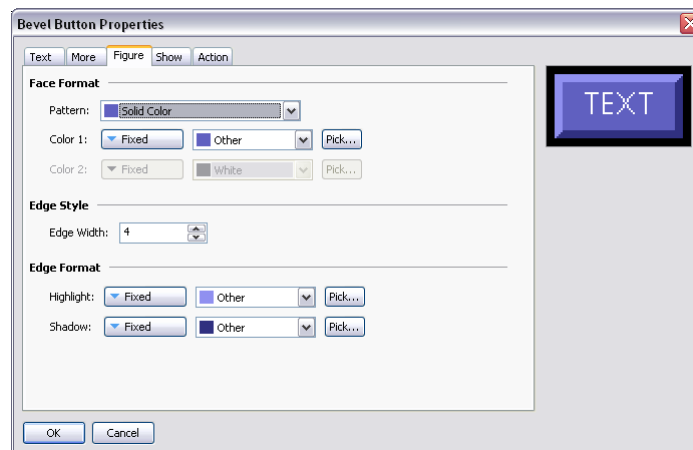 Bevel Button Properties
Text More Figure Show Action
Face Format
Pattern: Solid Color
Color 1: Fixed Other Pick...
Color 2: Fixed White Pick...
Edge Style
Edge Width: 4
Edge Format
Highlight: Fixed Other Pick...
Shadow: Fixed Other Pick...
OK Cancel
TEXT